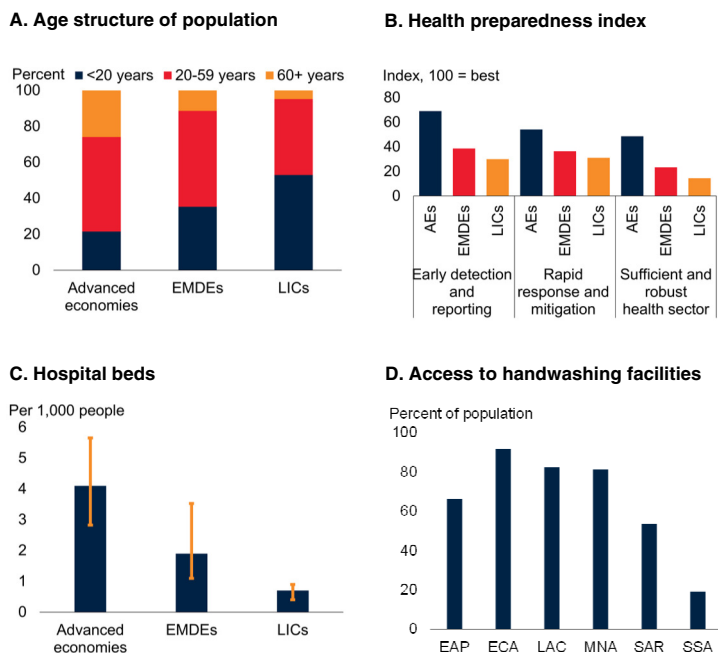 A. Age structure of population
Percent <20 years 20-59 years 60+ years
100
80
60
40
20
0
Advanced
economies
EMDEs
LICs
B. Health preparedness index
Index, 100 = best
80
60
40
20
0
AEs
EMDEs
LICs
AEs
EMDEs
LICs
AEs
EMDEs
LICs
Early detection
and
reporting
Rapid
response and
mitigation
Sufficient and
robust
health sector
C. Hospital beds
Per 1,000 people
6
5
4
3
2
1
0
Advanced
economies
EMDEs
LICs
D. Access to handwashing facilities
Percent of population
100
80
60
40
20
0
EAP ECA LAC MNA SAR SSA